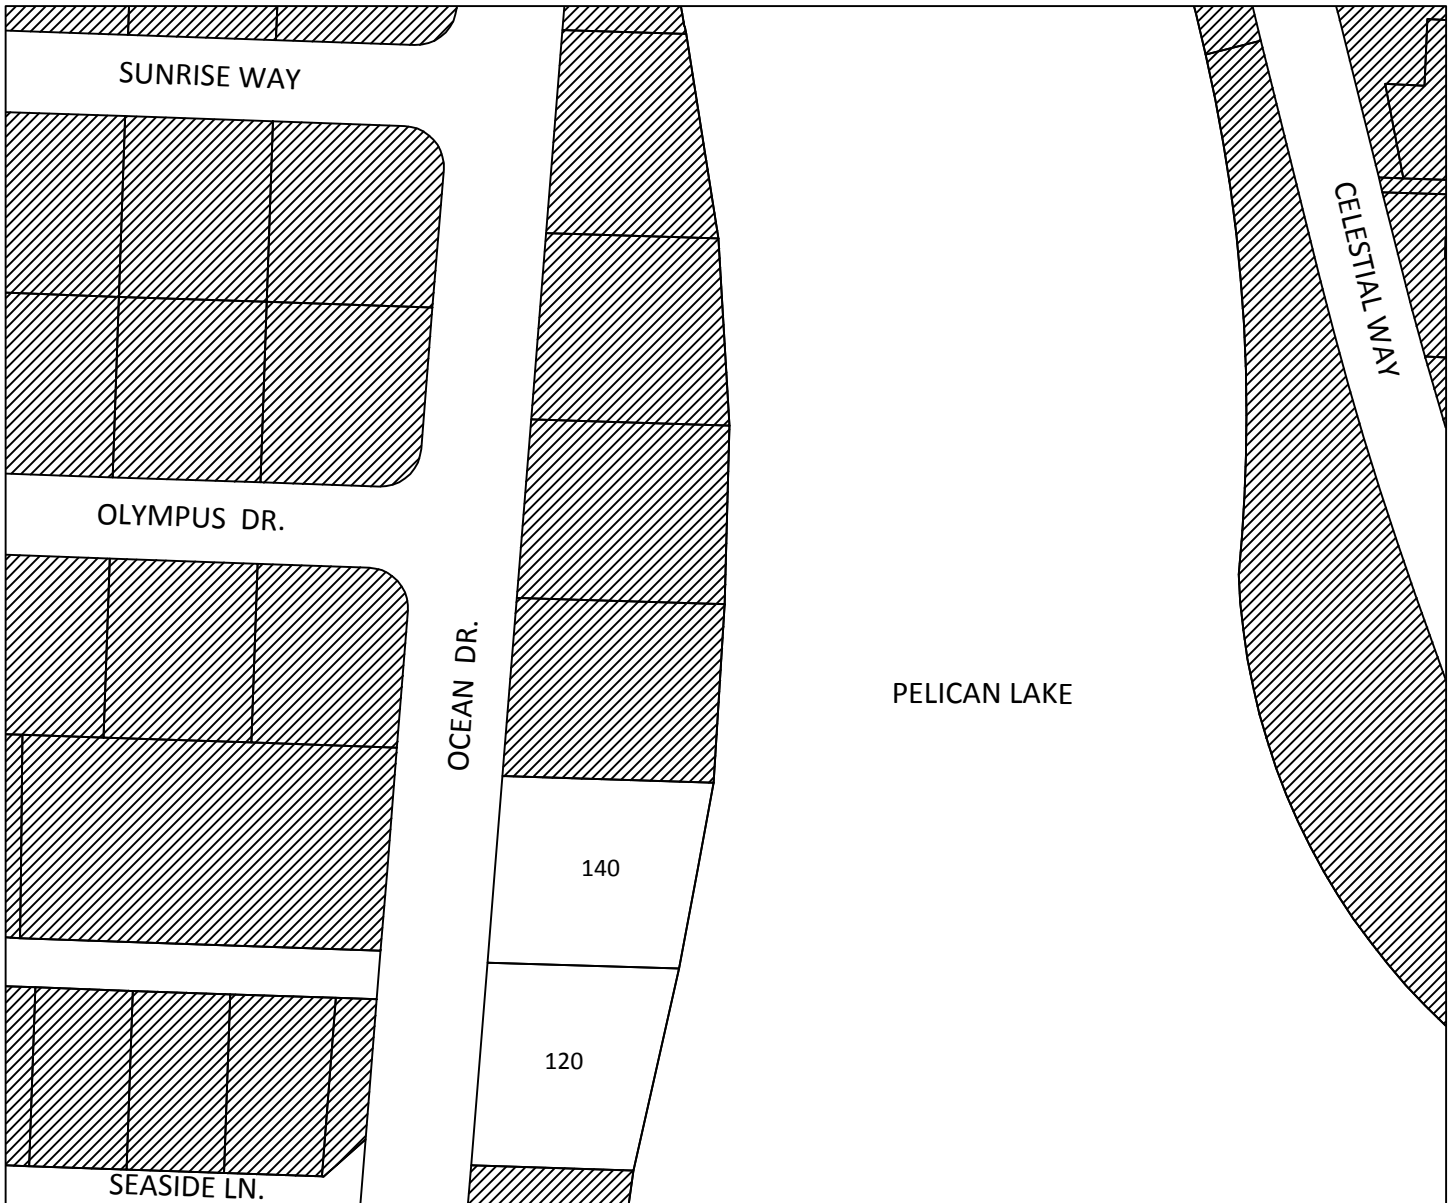 SUNRISE WAY
CELESTIAL WAY
OLYMPUS DR.
OCEAN DR.
PELICAN LAKE
140
120
SEASIDE LN.